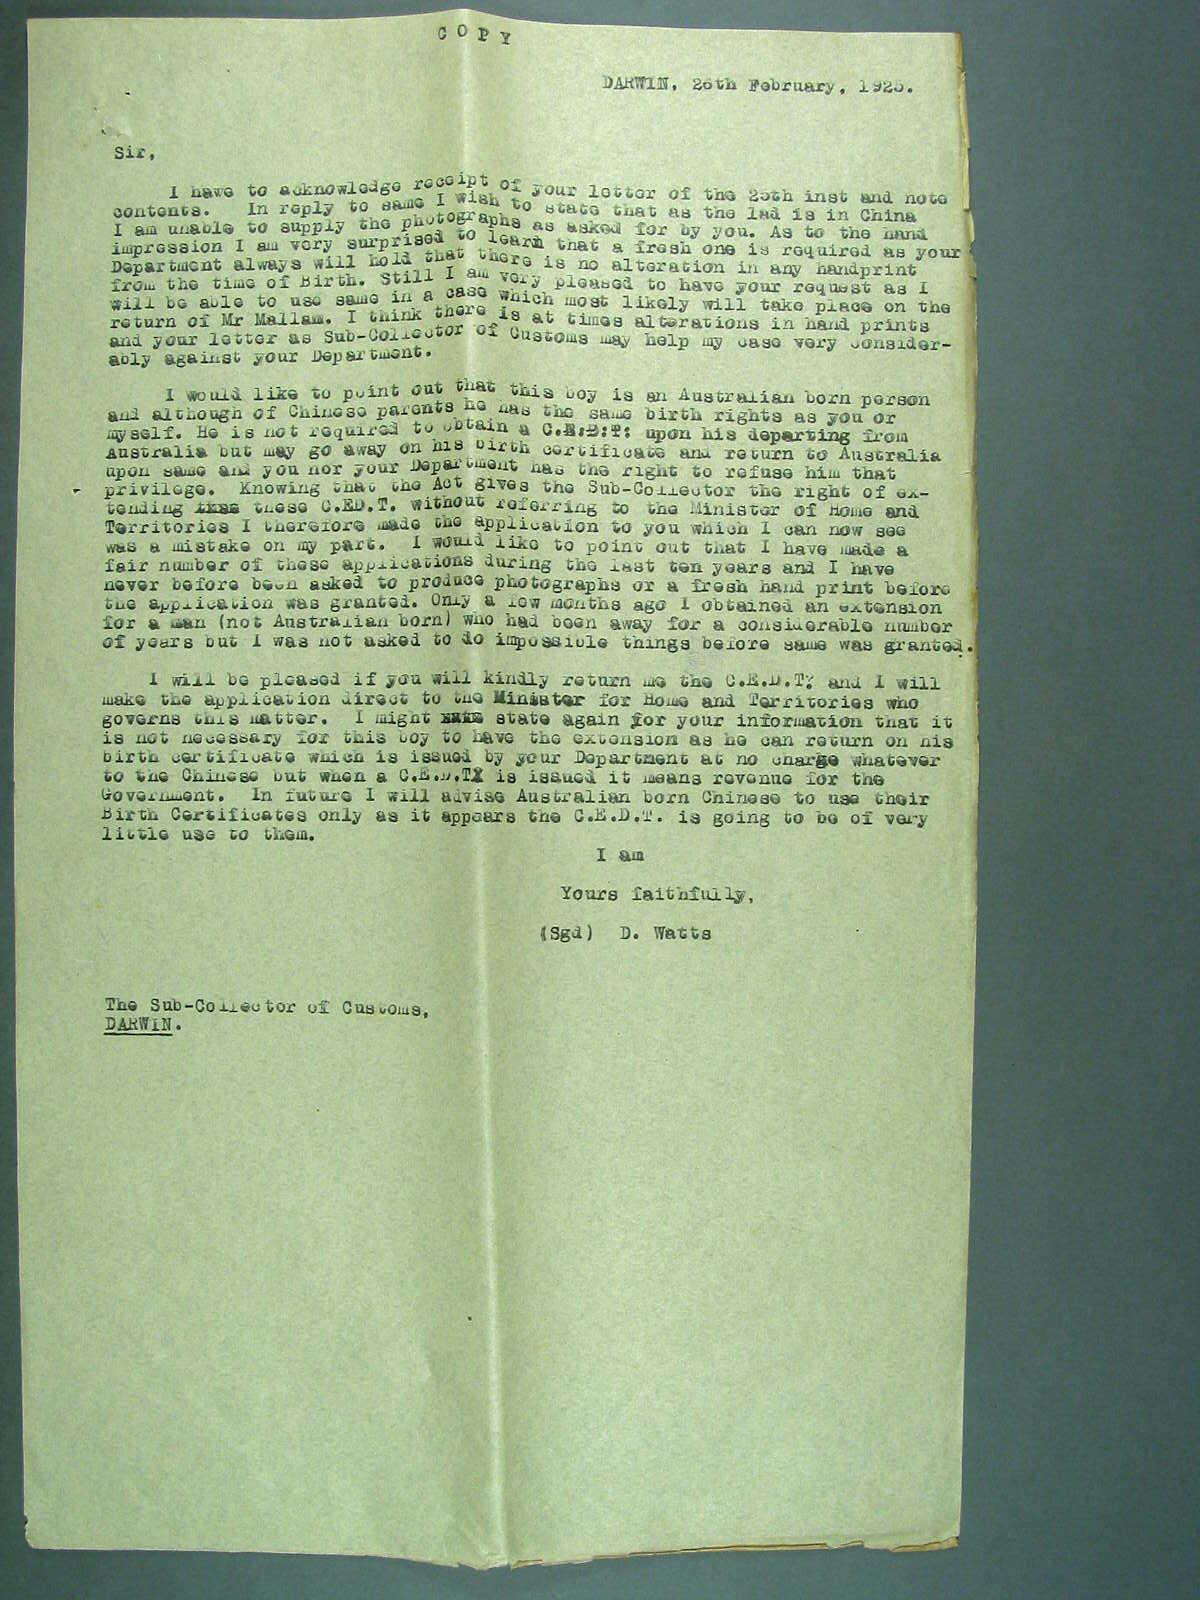 COPY
DARWIN, 26th February, 1925.
Sir,
I have to acknowledge receipt of your letter of the 25th inst and note
contents. In reply to same I wish to state that as the lad is in China
I am unable to supply the photographs as asked for by you. As to the hand
impression I am very surprised to learn that a fresh one is required as your
Department always will hold that there is no alteration in any handprint
from the time of Birth. Still I am very pleased to have your request as I
will be able to use same in a case which most likely will take place on the
return of Mr Mallam. I think there is at times alterations in hand prints
and your letter as Sub-Collector of Customs may help my case very consider-
ably against your Department.
I would like to point out that this boy is an Australian born person
and although of Chinese parents he has the same birth rights as you or
myself. He is not required to obtain a C.E.D.T. upon his departing from
Australia but may go away on his birth certificate and return to Australia
upon same and you nor your Department has the right to refuse him that
privilege. Knowing that the Act gives the Sub-Collector the right of ex-
tending these C.ED.T. without referring to the Minister of Home and
Territories I therefore made the application to you which I can now see
was a mistake on my part. I would like to point out that I have made a
fair number of these applications during the last ten years and I have
never before been asked to produce photographs or a fresh hand print before
the application was granted. Only a few months ago I obtained an extension
for a man (not Australian born) who had been away for a considerable number
of years but I was not asked to do impossible things before same was granted.
I will be pleased if you will kindly return me the C.E.D.T. and I will
make the application direct to the Minister for Home and Territories who
governs this matter. I might state again for your information that it
is not necessary for this boy to have the extension as he can return on his
birth certificate which is issued by your Department at no charge whatever
to the Chinese but when a C.E.D.T. is issued it means revenue for the
Government. In future I will advise Australian born Chinese to use their
Birth Certificates only as it appears the C.E.D.T. is going to be of very
little use to them.
I am
Yours faithfully,
(Sgd) D. Watts
The Sub-Collector of Customs,
DARWIN.